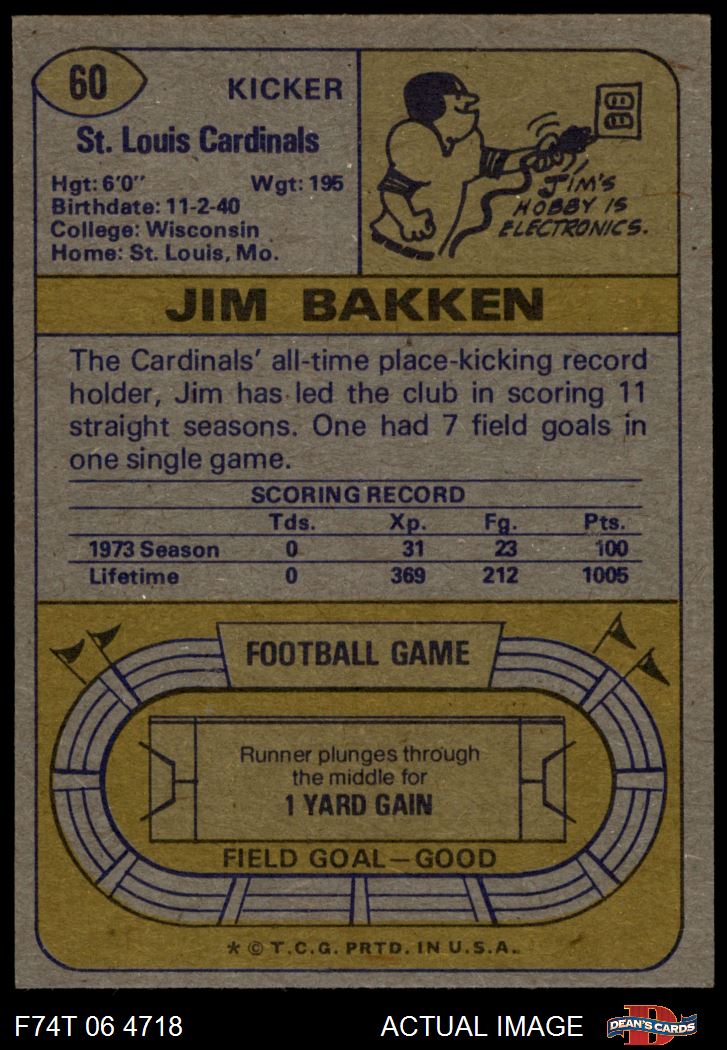 60
KICKER
St. Louis Cardinals
Hgt: 6'0" Wgt: 195
Birthdate: 11-2-40
College: Wisconsin
Home: St. Louis, Mo.
JIM'S
HOBBY IS
ELECTRONICS.
JIM BAKKEN
The Cardinals' all-time place-kicking record
holder, Jim has led the club in scoring 11
straight seasons. One had 7 field goals in
one single game.
SCORING RECORD
Tds. Xp. Fg. Pts.
1973 Season 0 31 23 100
Lifetime 0 369 212 1005
FOOTBALL GAME
Runner plunges through
the middle for
1 YARD GAIN
FIELD GOAL—GOOD
* © T.C.G. PRTD. IN U.S.A.
F74T 06 4718 ACTUAL IMAGE D DEAN'S CARDS